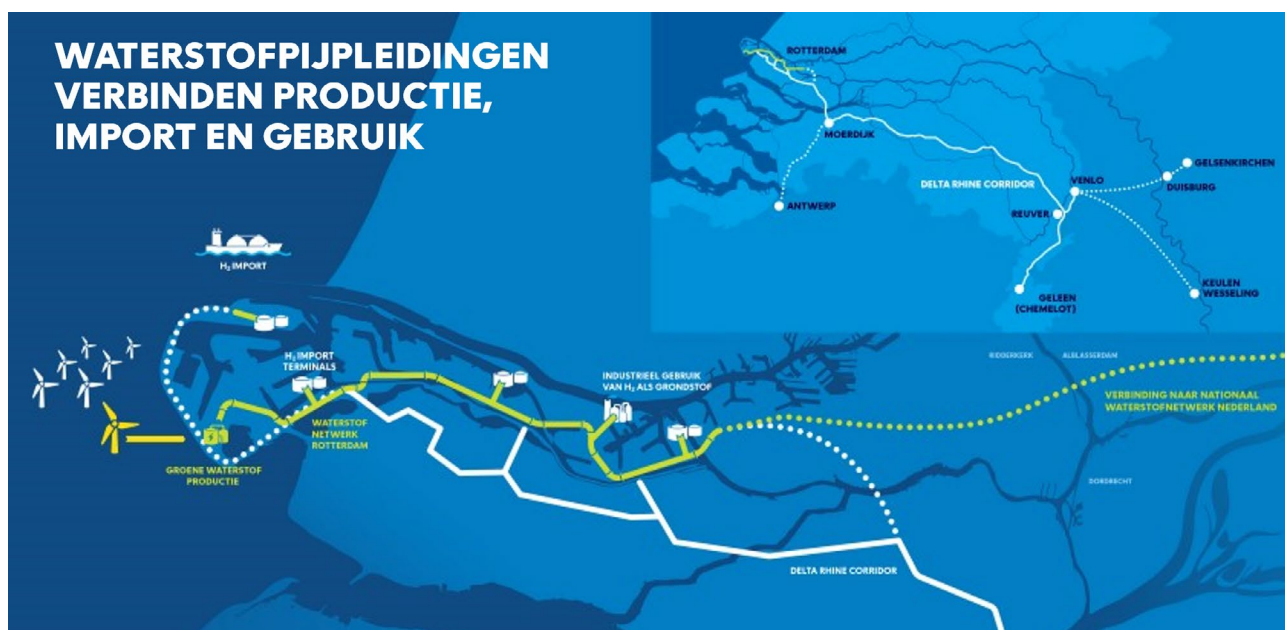 WATERSTOFPIJPLEIDINGEN
VERBINDEN PRODUCTIE,
IMPORT EN GEBRUIK
ROTTERDAM
MOERDIJK
ANTWERP
DELTA RHINE CORRIDOR
VENLO
REUVER
GELSENKIRCHEN
DUISBURG
KEULEN
WESSELING
GELEEN
(CHEMELOT)
H₂ IMPORT
H₂ IMPORT
TERMINALS
INDUSTRIEEL GEBRUIK
VAN H₂ ALS GRONDSTOF
RIDDERKERK
ALBLASSERDAM
VERBINDING NAAR NATIONAAL
WATERSTOFNETWERK NEDERLAND
WATERSTOF
NETWERK
ROTTERDAM
GROENE WATERSTOF
PRODUCTIE
DORDRECHT
DELTA RHINE CORRIDOR